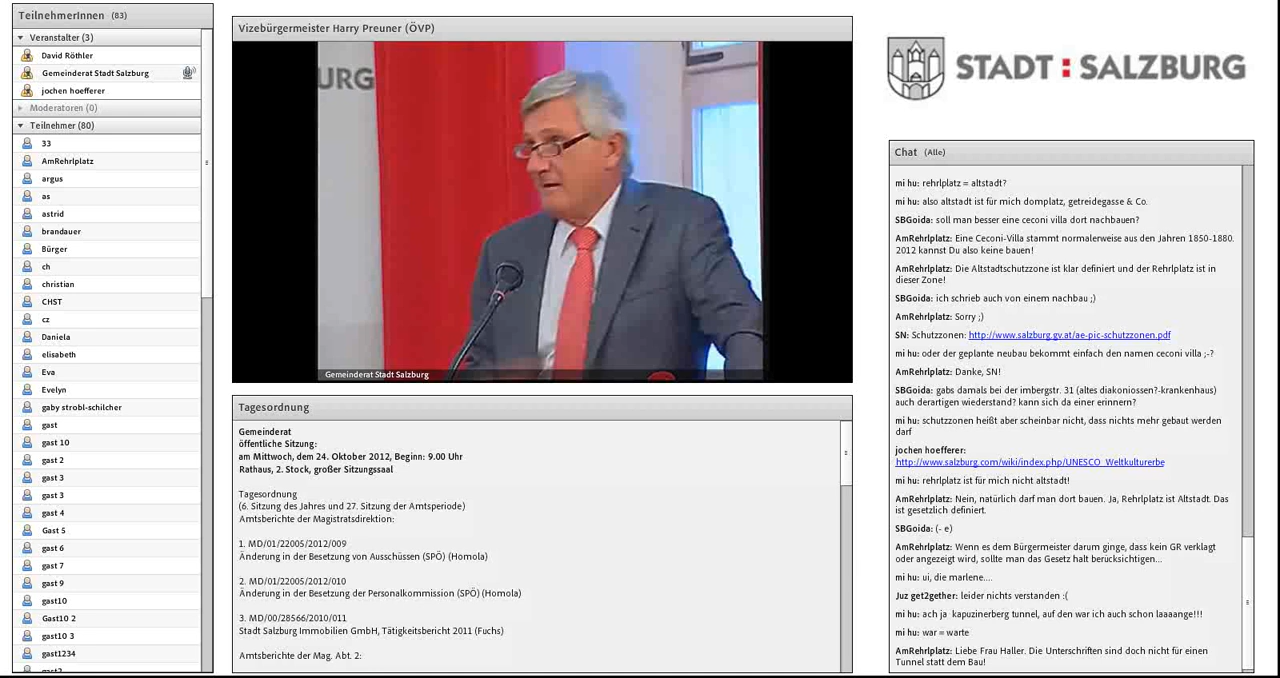 TeilnehmerInnen (83)
Veranstalter (3)
David Röthler
Gemeinderat Stadt Salzburg
jochen hoefferer
Moderatoren (0)
Teilnehmer (80)
33
AmRehrlplatz
argus
as
astrid
brandauer
Bürger
ch
christian
CHST
cz
Daniela
elisabeth
Eva
Evelyn
gaby strobl-schilcher
gast
gast 10
gast 2
gast 3
gast 3
gast 4
Gast 5
gast 6
gast 7
gast 9
gast10
Gast10 2
gast10 3
gast1234
gast2
Vizebürgermeister Harry Preuner (ÖVP)
URG
Gemeinderat Stadt Salzburg
Tagesordnung
Gemeinderat
öffentliche Sitzung:
am Mittwoch, dem 24. Oktober 2012, Beginn: 9.00 Uhr
Rathaus, 2. Stock, großer Sitzungssaal
Tagesordnung
(6. Sitzung des Jahres und 27. Sitzung der Amtsperiode)
Amtsberichte der Magistratsdirektion:
1. MD/01/22005/2012/009
Änderung in der Besetzung von Ausschüssen (SPÖ) (Homola)
2. MD/01/22005/2012/010
Änderung in der Besetzung der Personalkommission (SPÖ) (Homola)
3. MD/00/28566/2010/011
Stadt Salzburg Immobilien GmbH, Tätigkeitsbericht 2011 (Fuchs)
Amtsberichte der Mag. Abt. 2:
STADT : SALZBURG
Chat (Alle)
mi hu: rehrlplatz = altstadt?
mi hu: also altstadt ist für mich domplatz, getreidegasse & Co.
SBGoida: soll man besser eine ceconi villa dort nachbauen?
AmRehrlplatz: Eine Ceconi-Villa stammt normalerweise aus den Jahren 1850-1880.
2012 kannst Du also keine bauen!
AmRehrlplatz: Die Altstadtschutzzone ist klar definiert und der Rehrlplatz ist in
dieser Zone!
SBGoida: ich schrieb auch von einem nachbau ;)
AmRehrlplatz: Sorry ;)
SN: Schutzzonen: http://www.salzburg.gv.at/ae-pic-schutzzonen.pdf
mi hu: oder der geplante neubau bekommt einfach den namen ceconi villa ;-?
AmRehrlplatz: Danke, SN!
SBGoida: gabs damals bei der imbergstr. 31 (altes diakoniossen?-krankenhaus)
auch derartigen wiederstand? kann sich da einer erinnern?
mi hu: schutzzonen heißt aber scheinbar nicht, dass nichts mehr gebaut werden
darf
jochen hoefferer:
http://www.salzburg.com/wiki/index.php/UNESCO_Weltkulturerbe
mi hu: rehrlplatz ist für mich nicht altstadt!
AmRehrlplatz: Nein, natürlich darf man dort bauen. Ja, Rehrlplatz ist Altstadt. Das
ist gesetzlich definiert.
SBGoida: (- e)
AmRehrlplatz: Wenn es dem Bürgermeister darum ginge, dass kein GR verklagt
oder angezeigt wird, sollte man das Gesetz halt berücksichtigen...
mi hu: ui, die marlene....
Juz get2gether: leider nichts verstanden :(
mi hu: ach ja kapuzinerberg tunnel, auf den war ich auch schon laaaange!!!
mi hu: war = warte
AmRehrlplatz: Liebe Frau Haller. Die Unterschriften sind doch nicht für einen
Tunnel statt dem Bau!